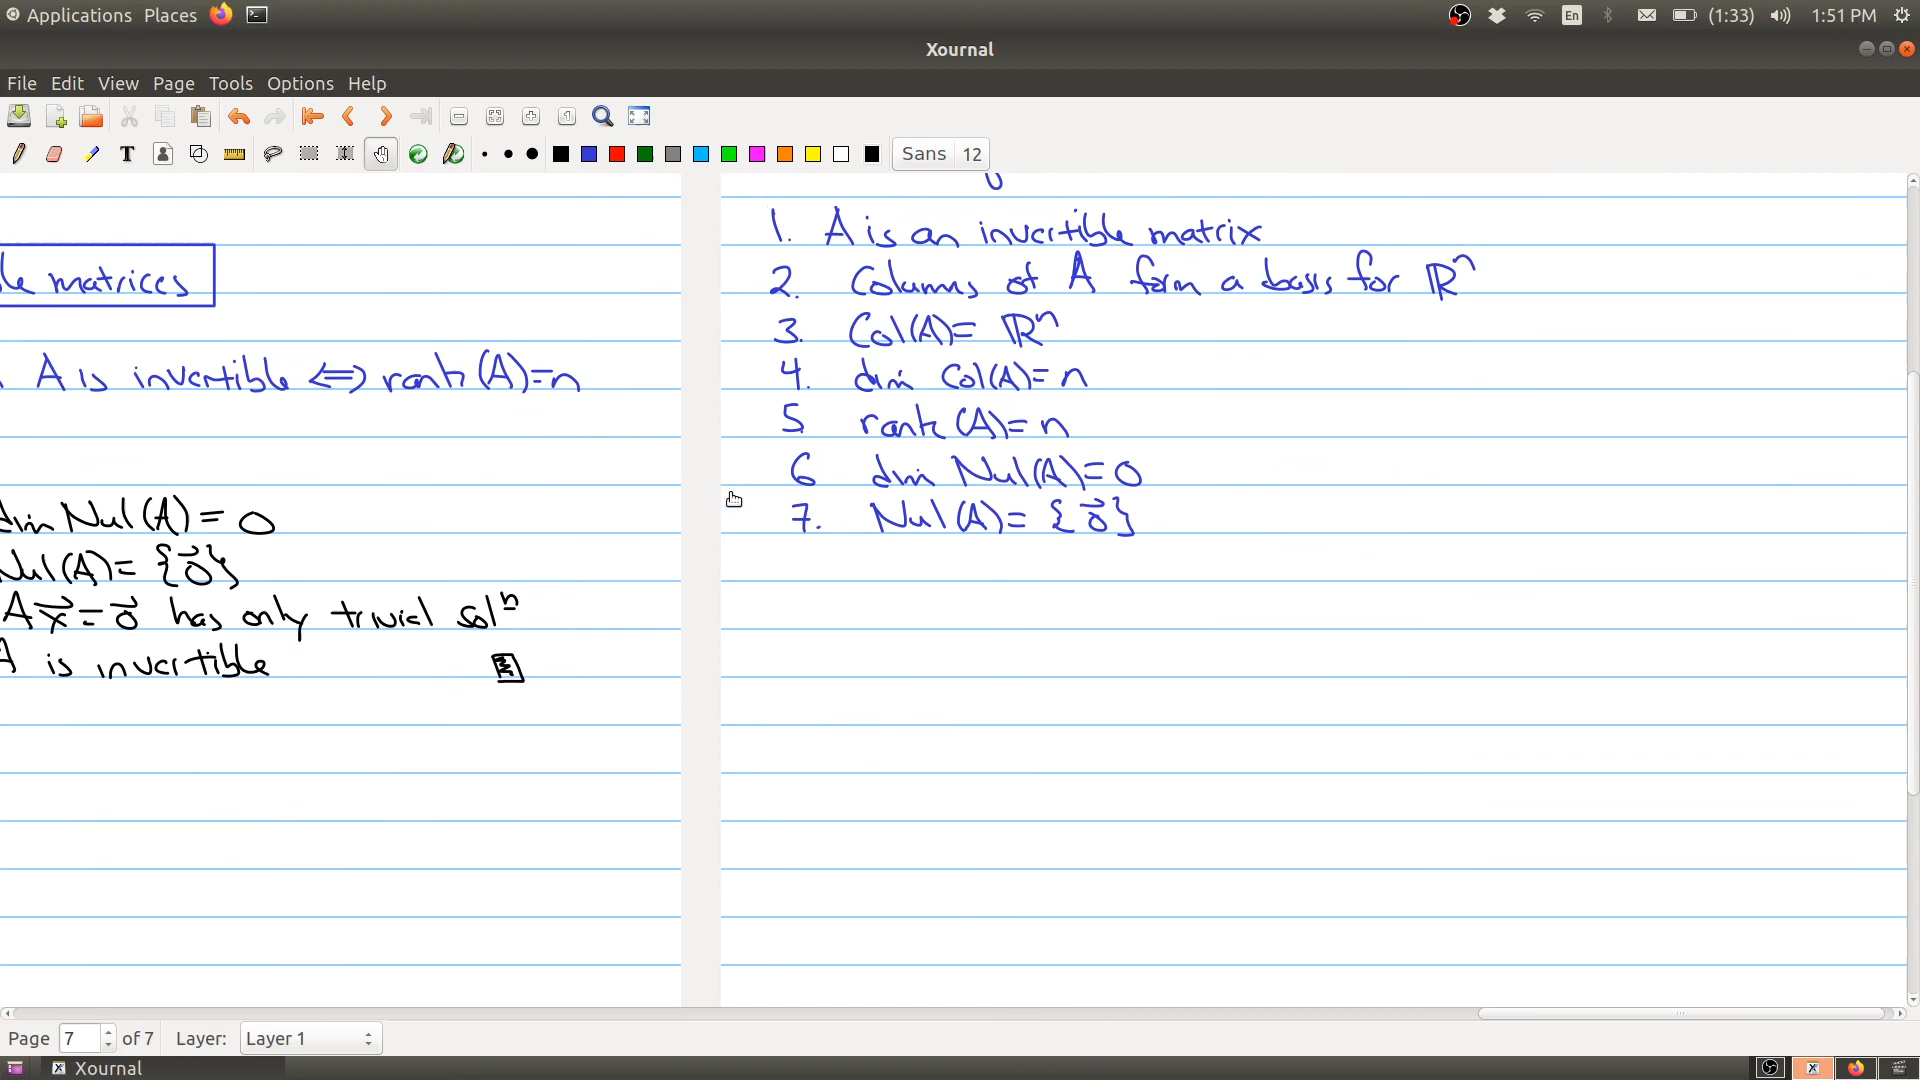 Applications Places En (1:33) 1:51 PM
Xournal
File Edit View Page Tools Options Help
Sans 12
le matrices
A is invertible ⟺ rank(A)=n
dim Nul(A) = 0
Nul(A) = {0⃗}
Ax⃗ = 0⃗ has only trivial solⁿ
A is invertible
1. A is an invertible matrix
2. Columns of A form a basis for ℝⁿ
3. Col(A) = ℝⁿ
4. dim Col(A) = n
5 rank(A) = n
6 dim Nul(A) = 0
7. Nul(A) = {0⃗}
Page 7 of 7 Layer: Layer 1
Xournal